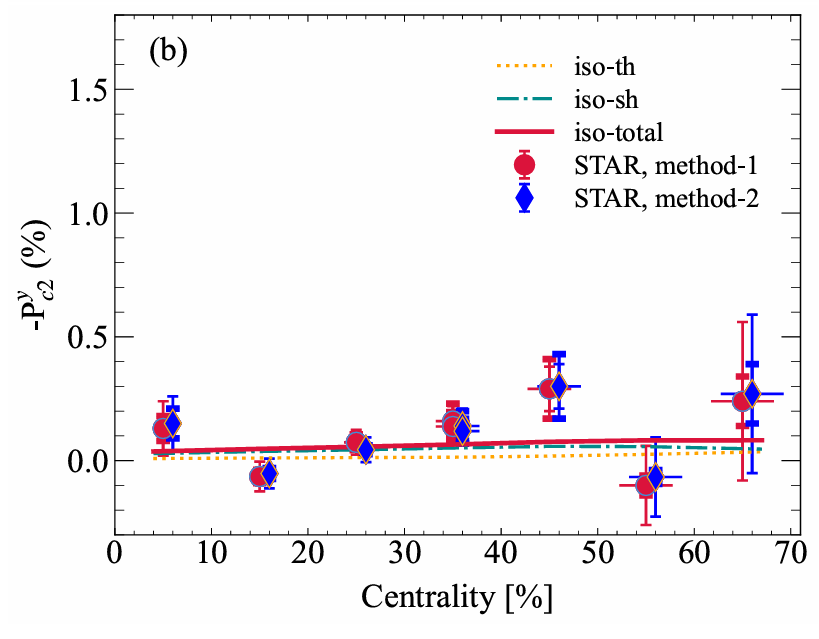 (b)
iso-th
iso-sh
iso-total
STAR, method-1
STAR, method-2
-P^y_{c2} (%)
1.5
1.0
0.5
0.0
0 10 20 30 40 50 60 70
Centrality [%]